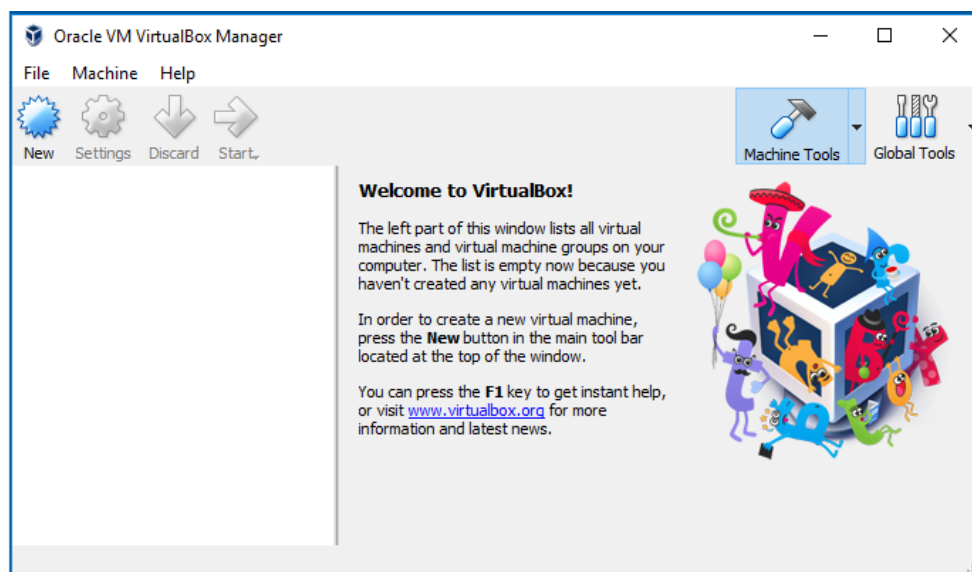 Oracle VM VirtualBox Manager
File Machine Help
New Settings Discard Start
Machine Tools Global Tools
Welcome to VirtualBox!
The left part of this window lists all virtual
machines and virtual machine groups on your
computer. The list is empty now because you
haven't created any virtual machines yet.
In order to create a new virtual machine,
press the New button in the main tool bar
located at the top of the window.
You can press the F1 key to get instant help,
or visit www.virtualbox.org for more
information and latest news.